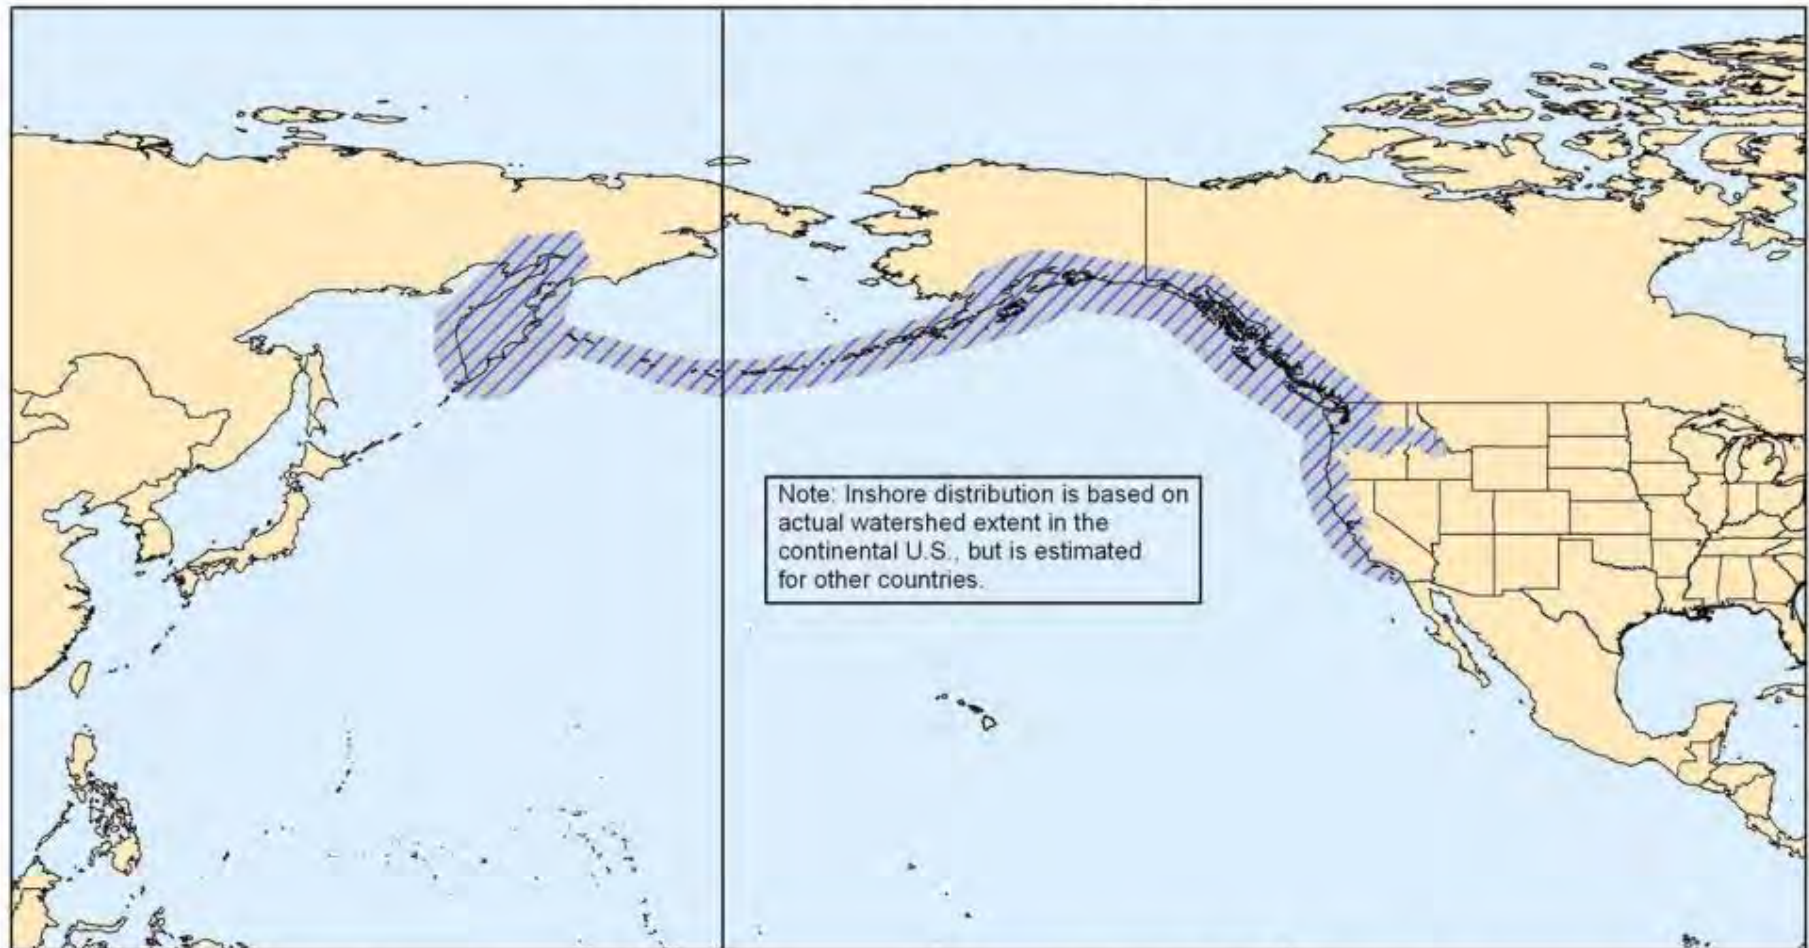 Note: Inshore distribution is based on
actual watershed extent in the
continental U.S., but is estimated
for other countries.